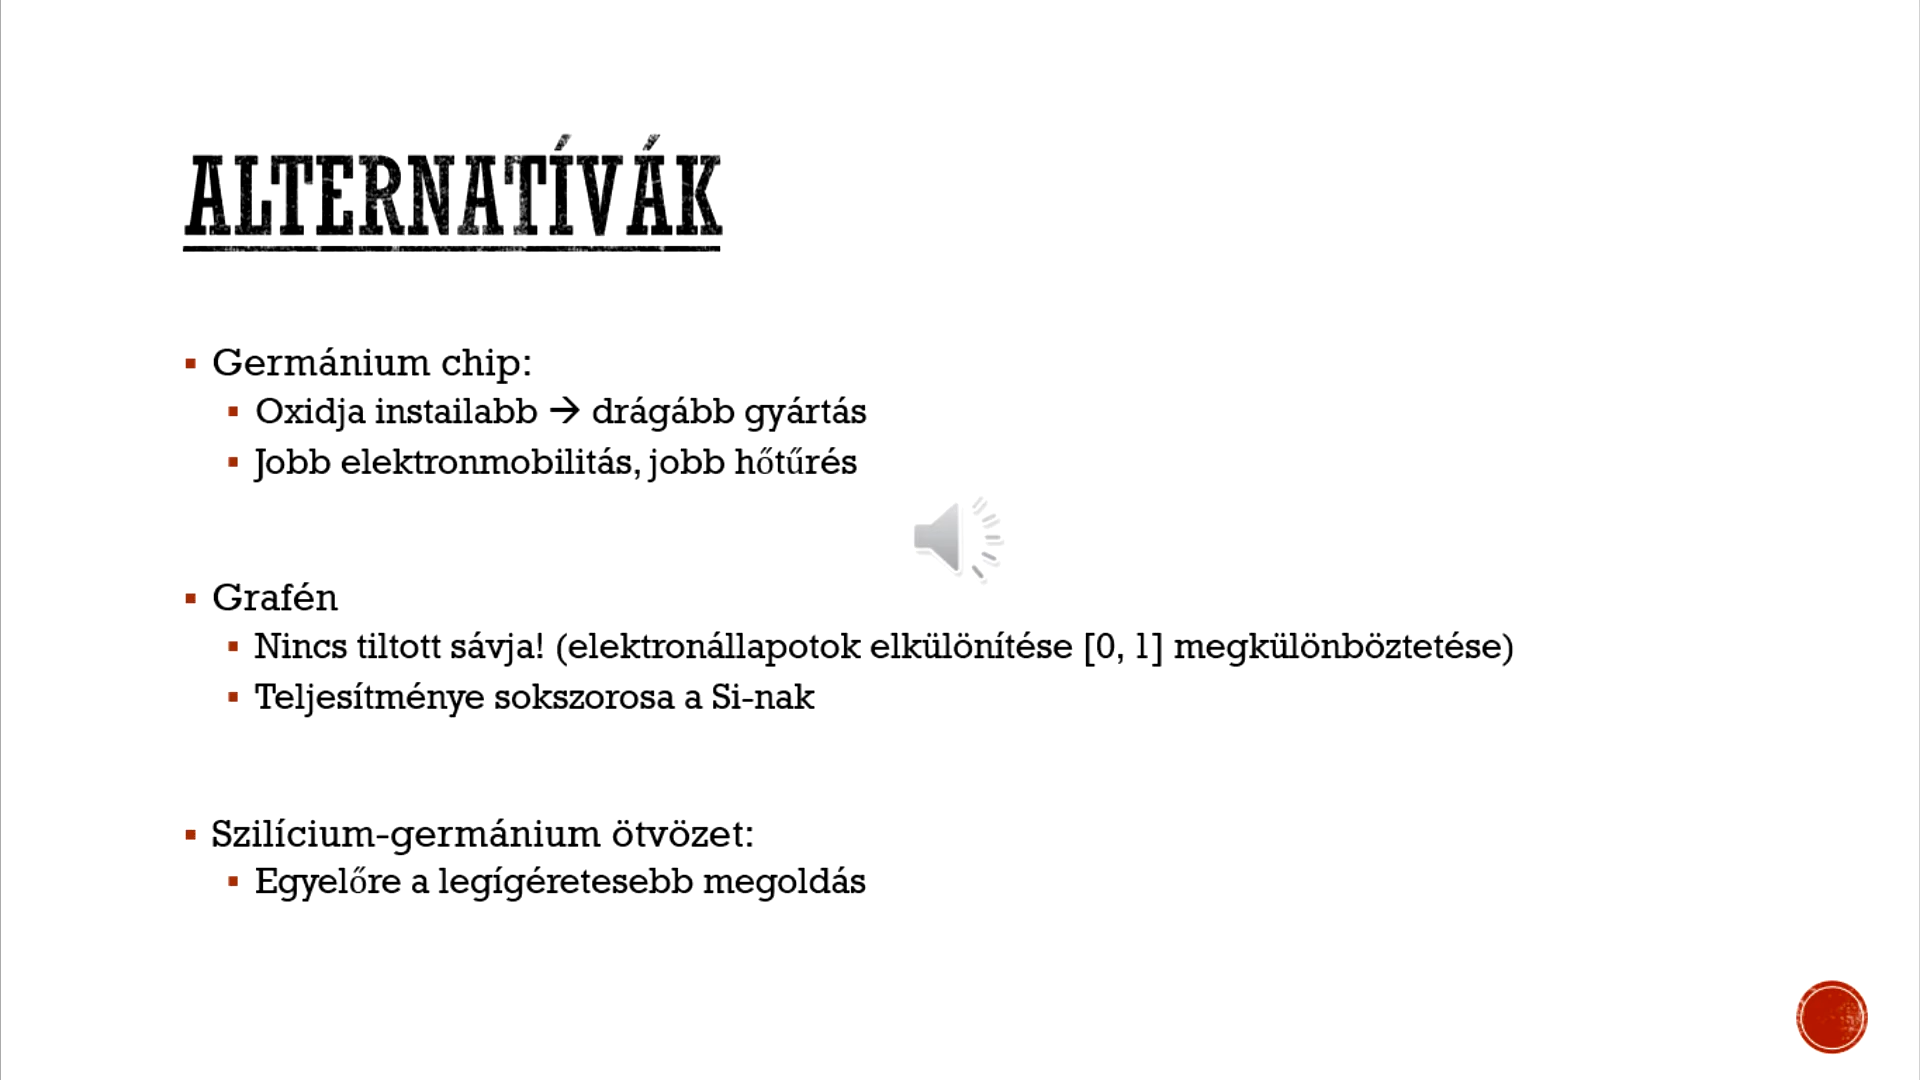 ALTERNATÍVÁK
Germánium chip:
Oxidja instailabb → drágább gyártás
Jobb elektronmobilitás, jobb hőtűrés
Grafén
Nincs tiltott sávja! (elektronállapotok elkülönítése [0, 1] megkülönböztetése)
Teljesítménye sokszorosa a Si-nak
Szilícium-germánium ötvözet:
Egyelőre a legígéretesebb megoldás